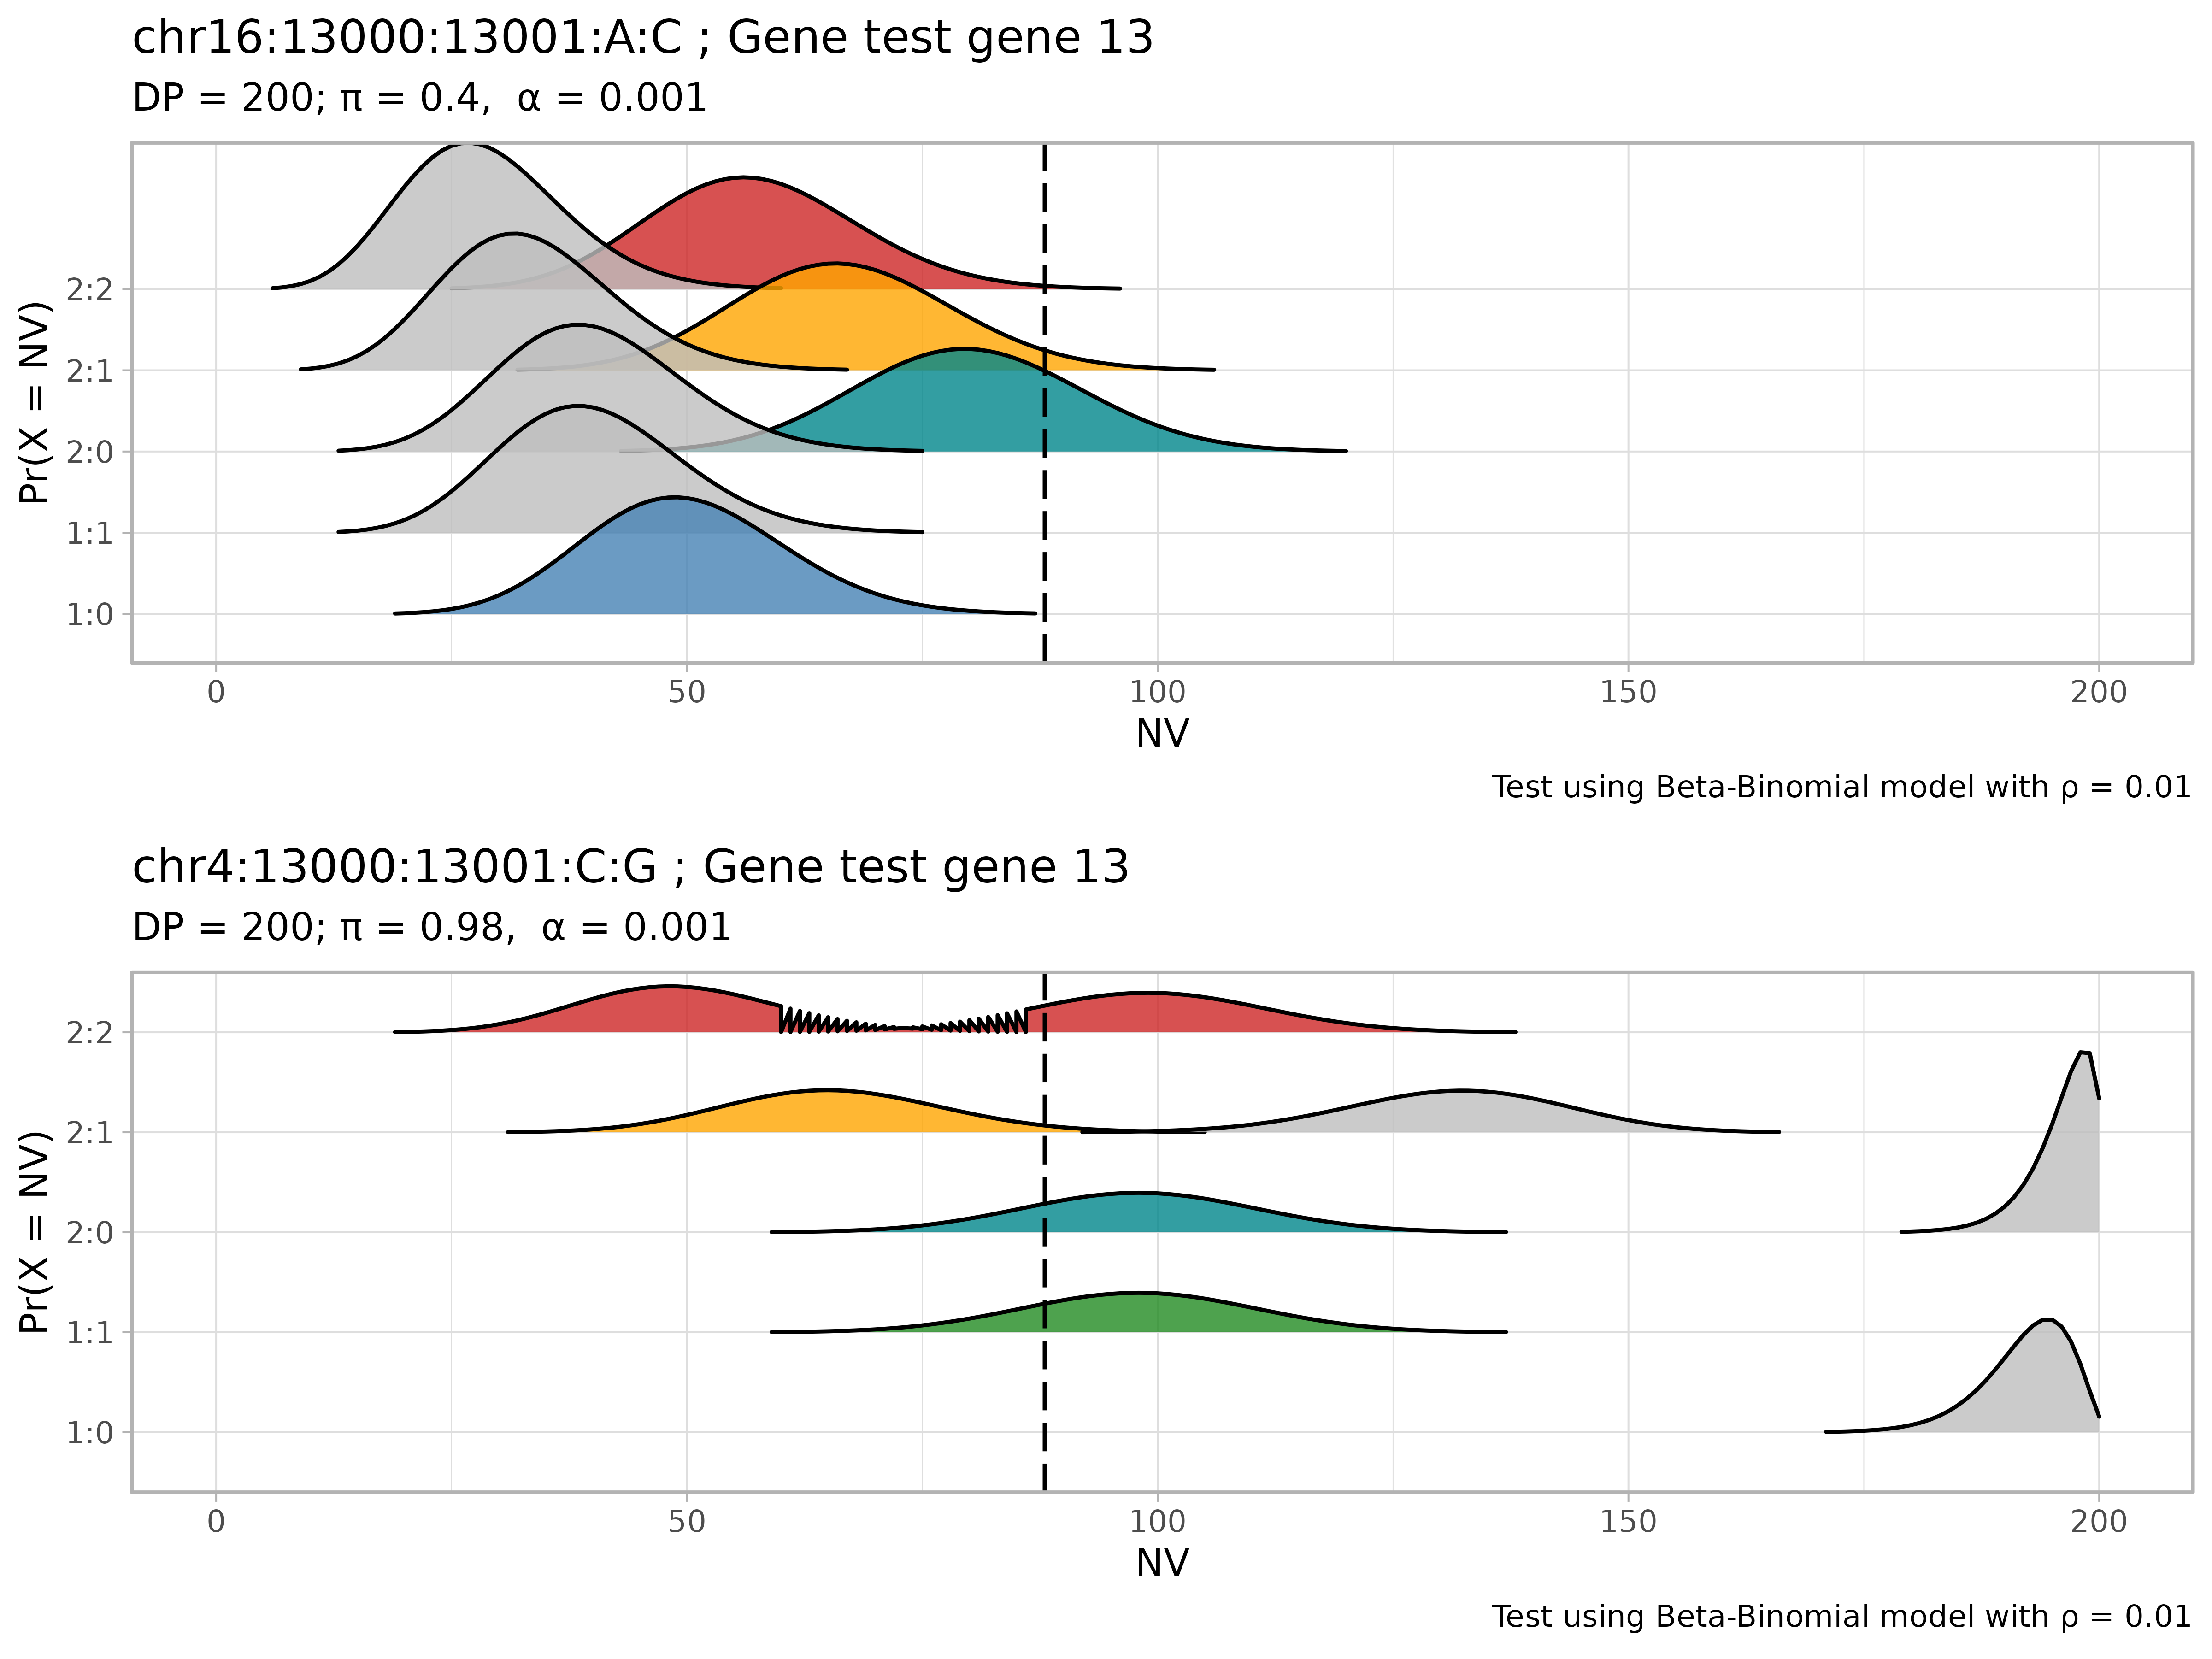 chr16:13000:13001:A:C ; Gene test gene 13
DP = 200; π = 0.4,  α = 0.001
Pr(X = NV)
2:2
2:1
2:0
1:1
1:0
0 50 100 150 200
NV
Test using Beta-Binomial model with ρ = 0.01
chr4:13000:13001:C:G ; Gene test gene 13
DP = 200; π = 0.98,  α = 0.001
Pr(X = NV)
2:2
2:1
2:0
1:1
1:0
0 50 100 150 200
NV
Test using Beta-Binomial model with ρ = 0.01